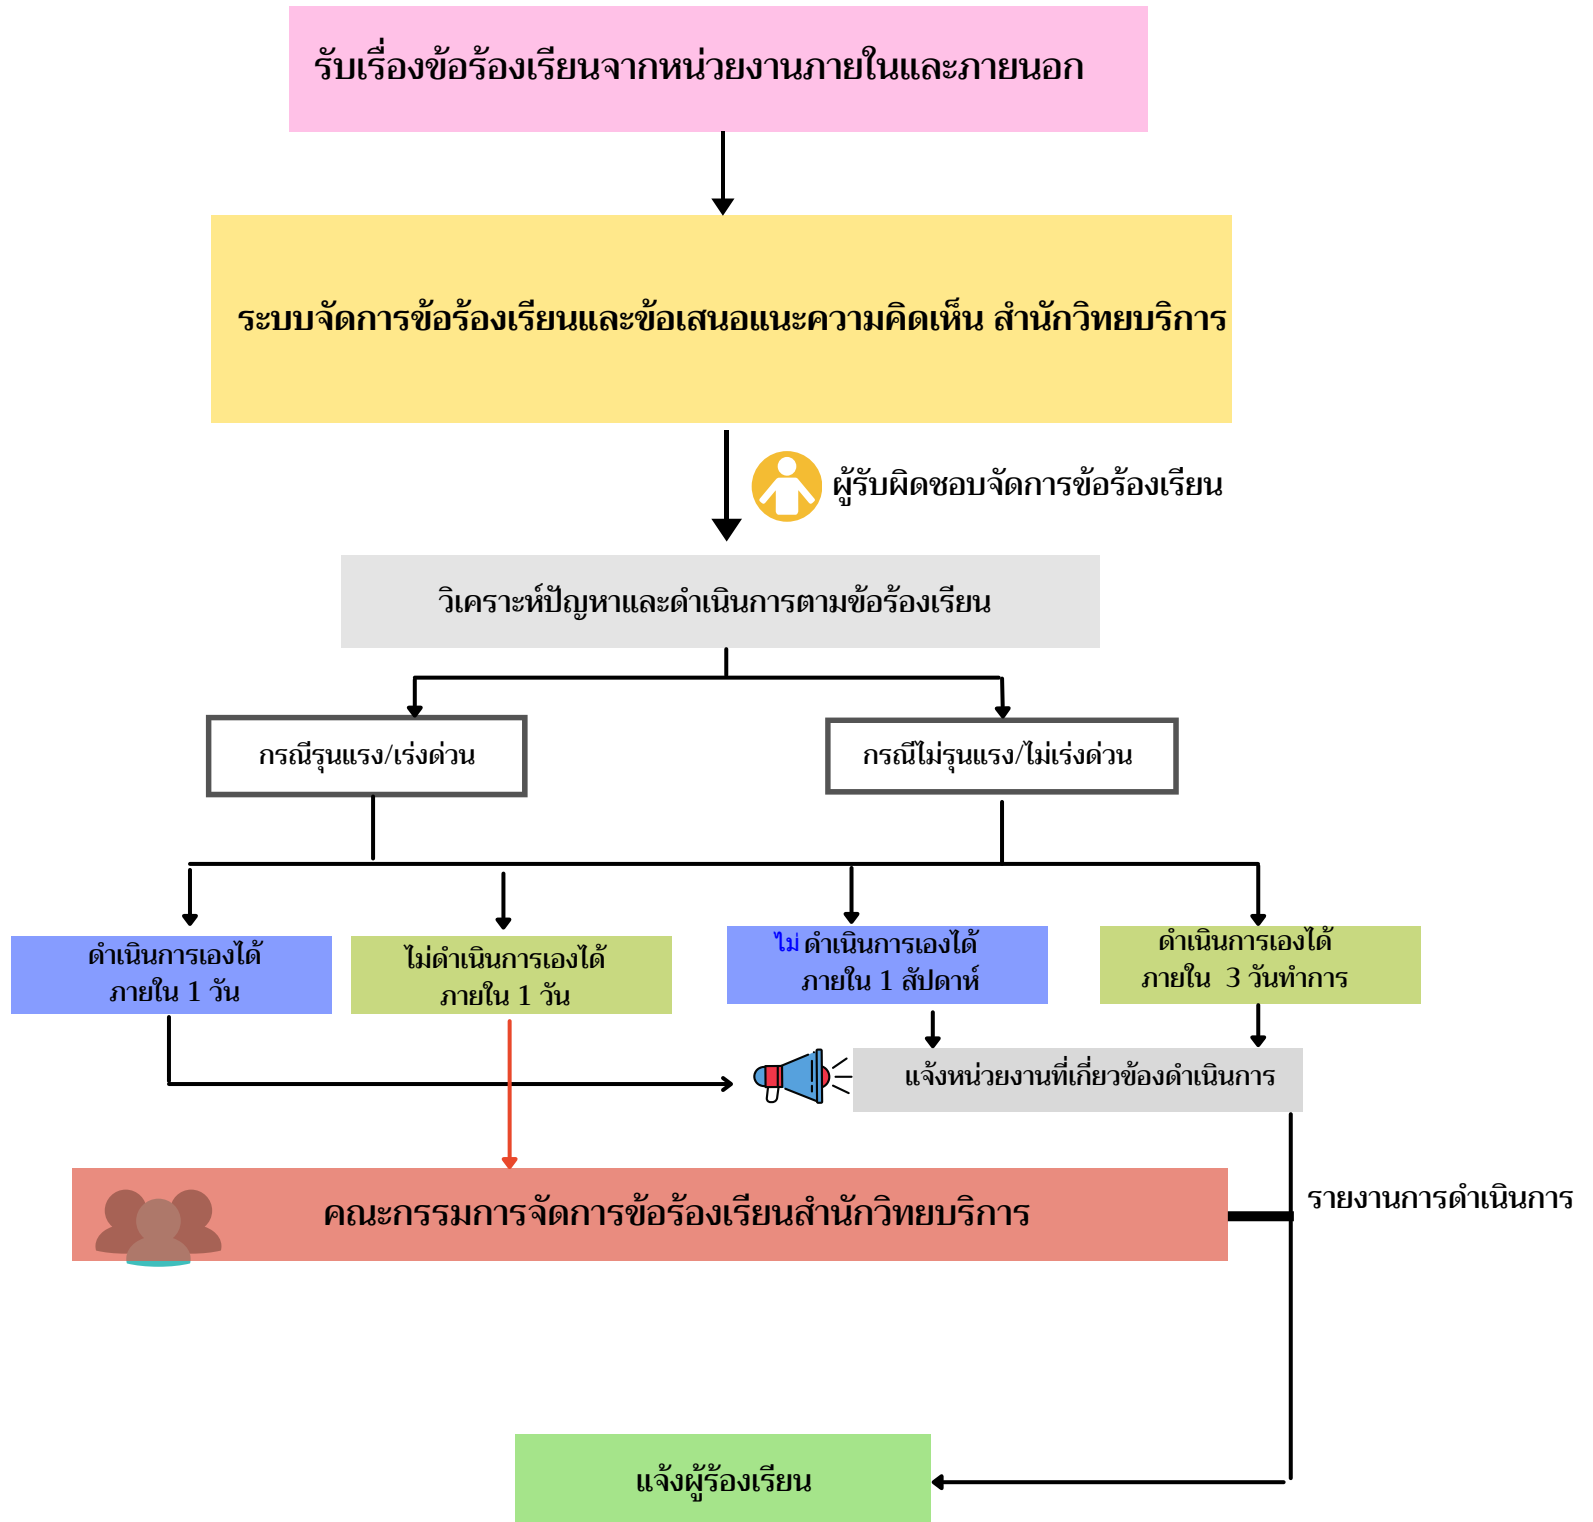 รับเรื่องข้อร้องเรียนจากหน่วยงานภายในและภายนอก
ระบบจัดการข้อร้องเรียนและข้อเสนอแนะความคิดเห็น สำนักวิทยบริการ
ผู้รับผิดชอบจัดการข้อร้องเรียน
วิเคราะห์ปัญหาและดำเนินการตามข้อร้องเรียน
กรณีรุนแรง/เร่งด่วน
กรณีไม่รุนแรง/ไม่เร่งด่วน
ดำเนินการเองได้
ภายใน 1 วัน
ไม่ดำเนินการเองได้
ภายใน 1 วัน
ไม่ ดำเนินการเองได้
ภายใน 1 สัปดาห์
ดำเนินการเองได้
ภายใน 3 วันทำการ
แจ้งหน่วยงานที่เกี่ยวข้องดำเนินการ
คณะกรรมการจัดการข้อร้องเรียนสำนักวิทยบริการ
รายงานการดำเนินการ
แจ้งผู้ร้องเรียน